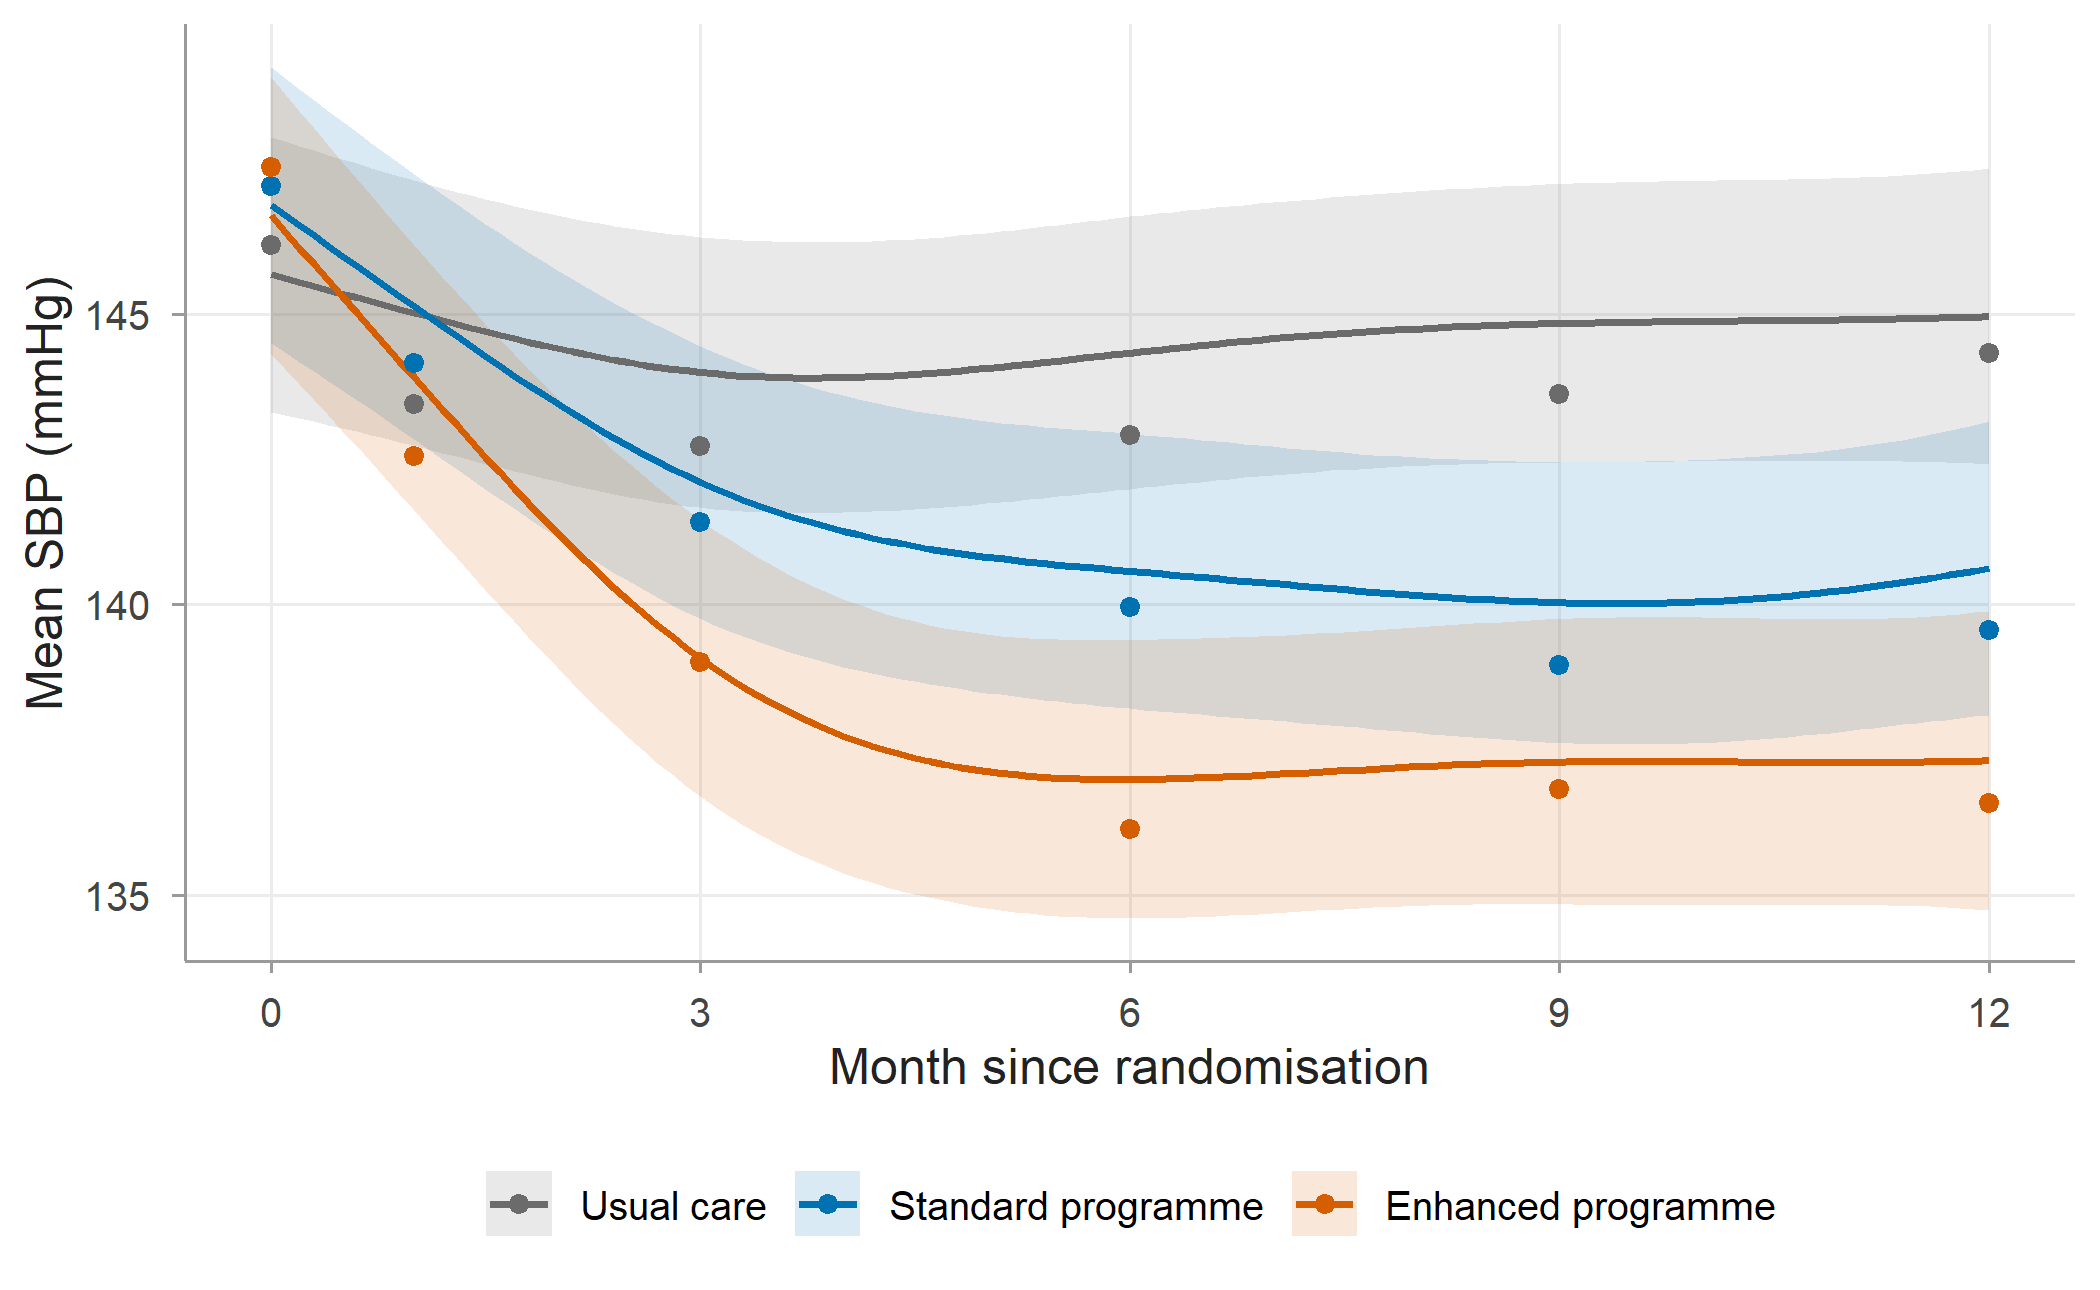 Mean SBP (mmHg)
145
140
135
0 3 6 9 12
Month since randomisation
Usual care Standard programme Enhanced programme